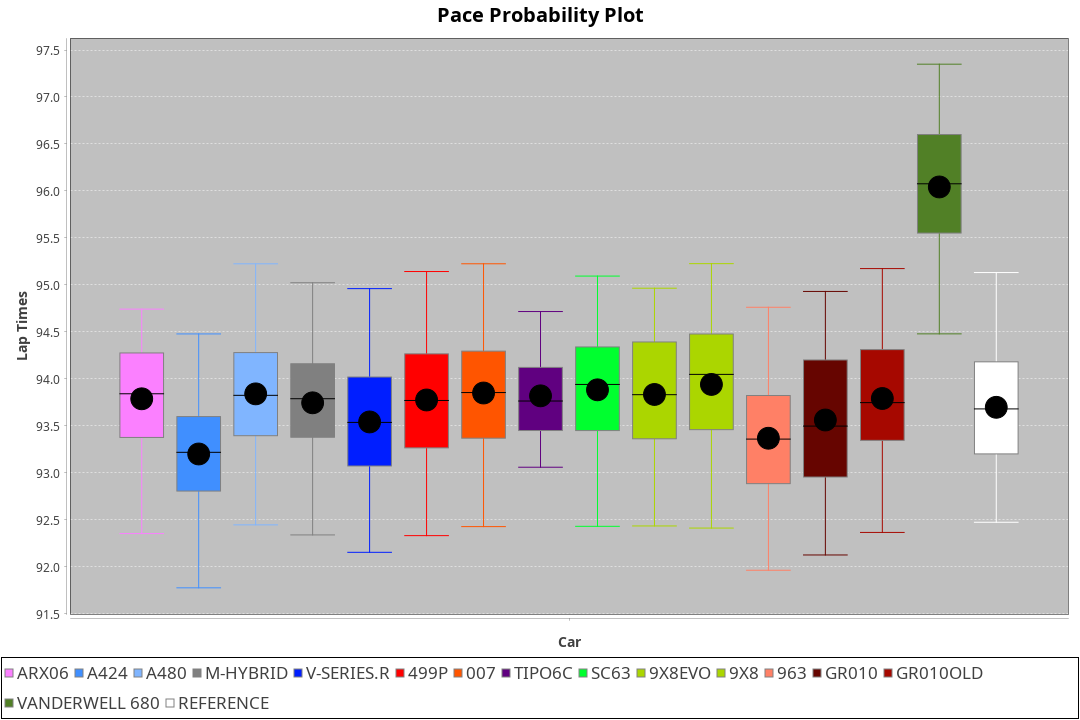 Pace Probability Plot
97.5
97.0
96.5
96.0
95.5
95.0
94.5
94.0
93.5
93.0
92.5
92.0
91.5
Lap Times
Car
ARX06 A424 A480 M-HYBRID V-SERIES.R 499P 007 TIPO6C SC63 9X8EVO 9X8 963 GR010 GR010OLD
VANDERWELL 680 REFERENCE